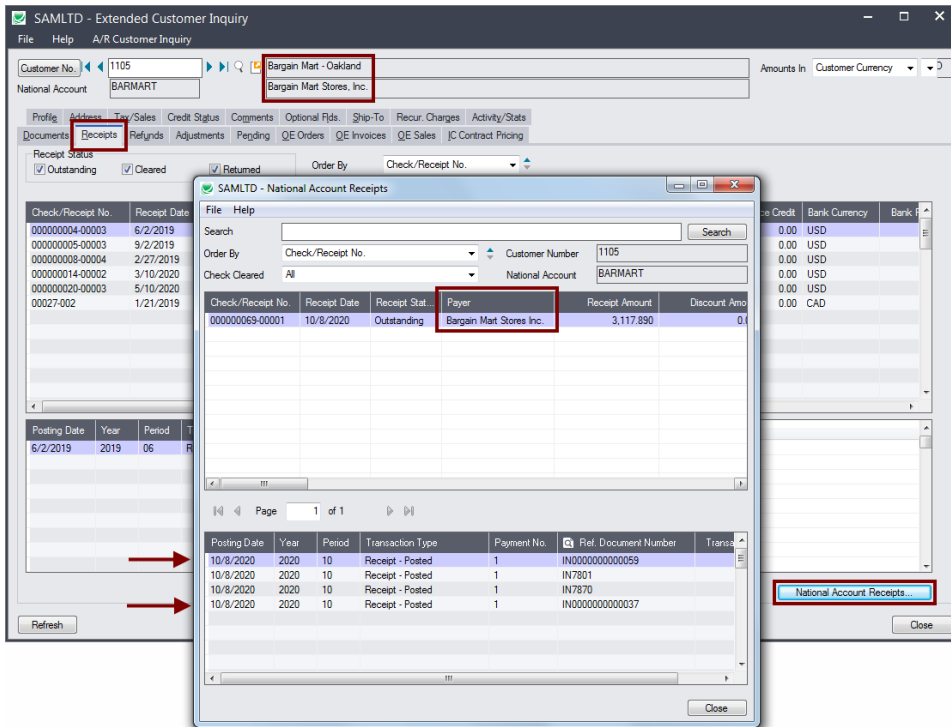 SAMLTD - Extended Customer Inquiry
File Help A/R Customer Inquiry
Customer No. 1105 Bargain Mart - Oakland Amounts In Customer Currency
National Account BARMART Bargain Mart Stores, Inc.
Profile Address Tax/Sales Credit Status Comments Optional Flds. Ship-To Recur. Charges Activity/Stats
Documents Receipts Refunds Adjustments Pending OE Orders OE Invoices OE Sales IC Contract Pricing
Receipt Status
Outstanding Cleared Returned Order By Check/Receipt No.
Check/Receipt No. Receipt Date Credit Bank Currency Bank
000000004-00003 6/2/2019 0.00 USD
000000005-00003 9/2/2019 0.00 USD
000000008-00004 2/27/2019 0.00 USD
000000014-00002 3/10/2020 0.00 USD
000000020-00003 5/10/2020 0.00 USD
00027-002 1/21/2019 0.00 CAD
Posting Date Year Period
6/2/2019 2019 06
National Account Receipts...
Refresh Close
SAMLTD - National Account Receipts
File Help
Search Search
Order By Check/Receipt No. Customer Number 1105
Check Cleared All National Account BARMART
Check/Receipt No. Receipt Date Receipt Stat... Payer Receipt Amount Discount Amo
000000069-00001 10/8/2020 Outstanding Bargain Mart Stores Inc. 3,117.890 0.0
Page 1 of 1
Posting Date Year Period Transaction Type Payment No. Ref. Document Number Transa
10/8/2020 2020 10 Receipt - Posted 1 IN0000000000059
10/8/2020 2020 10 Receipt - Posted 1 IN7801
10/8/2020 2020 10 Receipt - Posted 1 IN7870
10/8/2020 2020 10 Receipt - Posted 1 IN0000000000037
Close